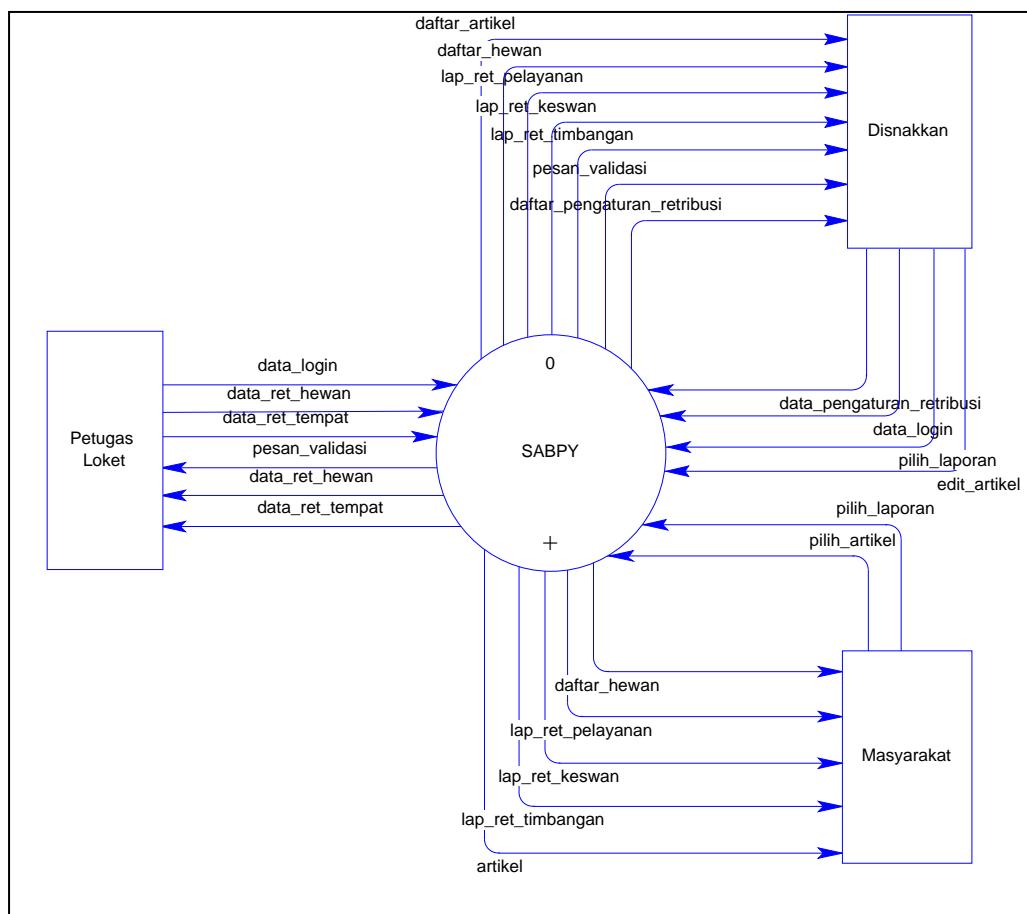 daftar_artikel
daftar_hewan
lap_ret_pelayanan
lap_ret_keswan
lap_ret_timbangan
pesan_validasi
daftar_pengaturan_retribusi
Disnakkan
data_login
data_ret_hewan
data_ret_tempat
pesan_validasi
data_ret_hewan
data_ret_tempat
Petugas
Loket
0
SABPY
+
data_pengaturan_retribusi
data_login
pilih_laporan
edit_artikel
pilih_laporan
pilih_artikel
daftar_hewan
lap_ret_pelayanan
lap_ret_keswan
lap_ret_timbangan
artikel
Masyarakat